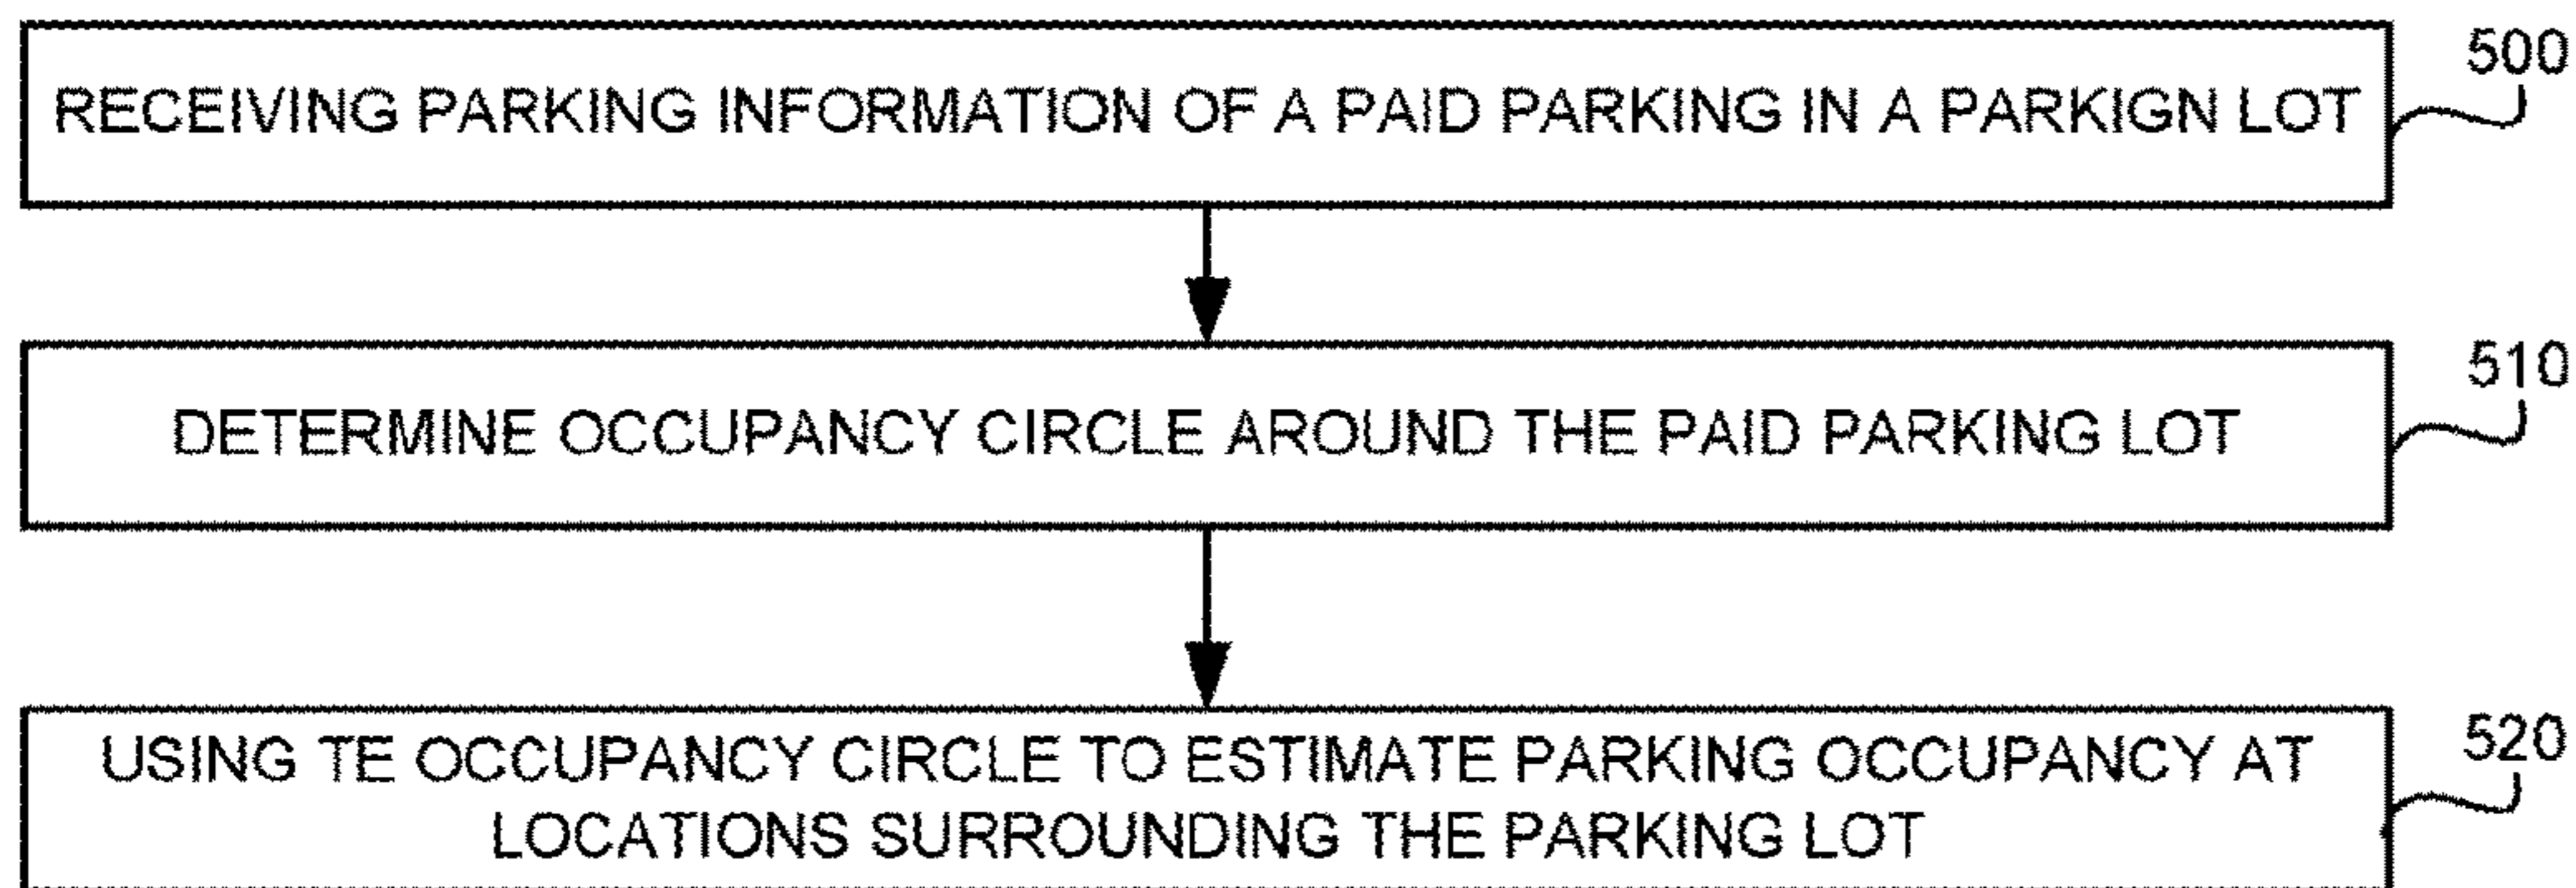 RECEIVING PARKING INFORMATION OF A PAID PARKING IN A PARKIGN LOT
500
DETERMINE OCCUPANCY CIRCLE AROUND THE PAID PARKING LOT
510
USING TE OCCUPANCY CIRCLE TO ESTIMATE PARKING OCCUPANCY AT
LOCATIONS SURROUNDING THE PARKING LOT
520